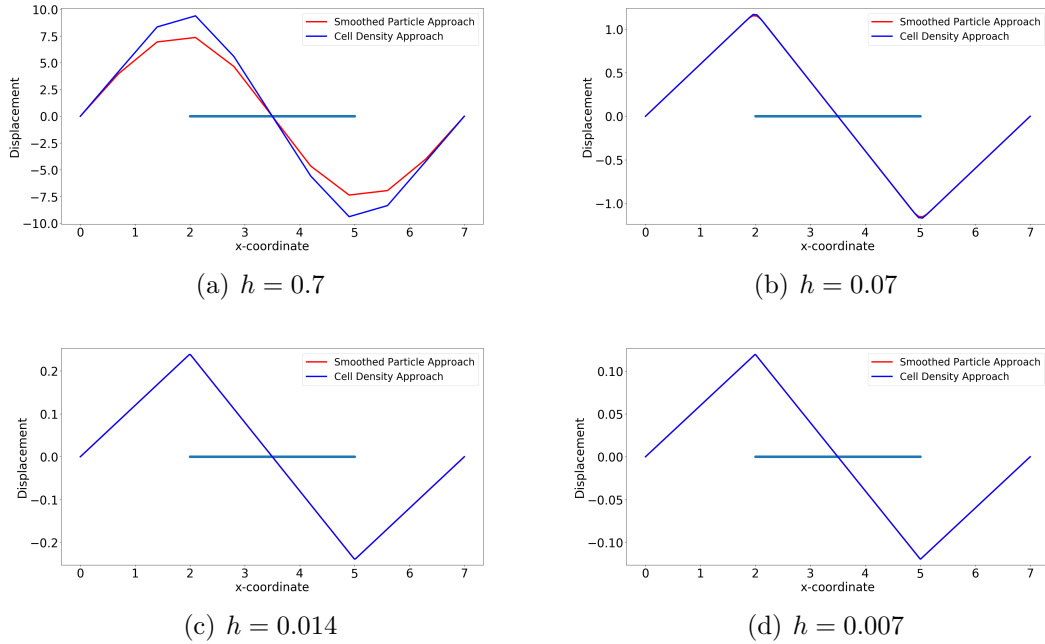 10.0
7.5
5.0
2.5
0.0
−2.5
−5.0
−7.5
−10.0
Displacement
Smoothed Particle Approach
Cell Density Approach
0 1 2 3 4 5 6 7
x-coordinate
(a) h = 0.7
1.0
0.5
0.0
−0.5
−1.0
Displacement
Smoothed Particle Approach
Cell Density Approach
0 1 2 3 4 5 6 7
x-coordinate
(b) h = 0.07
0.2
0.1
0.0
−0.1
−0.2
Displacement
Smoothed Particle Approach
Cell Density Approach
0 1 2 3 4 5 6 7
x-coordinate
(c) h = 0.014
0.10
0.05
0.00
−0.05
−0.10
Displacement
Smoothed Particle Approach
Cell Density Approach
0 1 2 3 4 5 6 7
x-coordinate
(d) h = 0.007